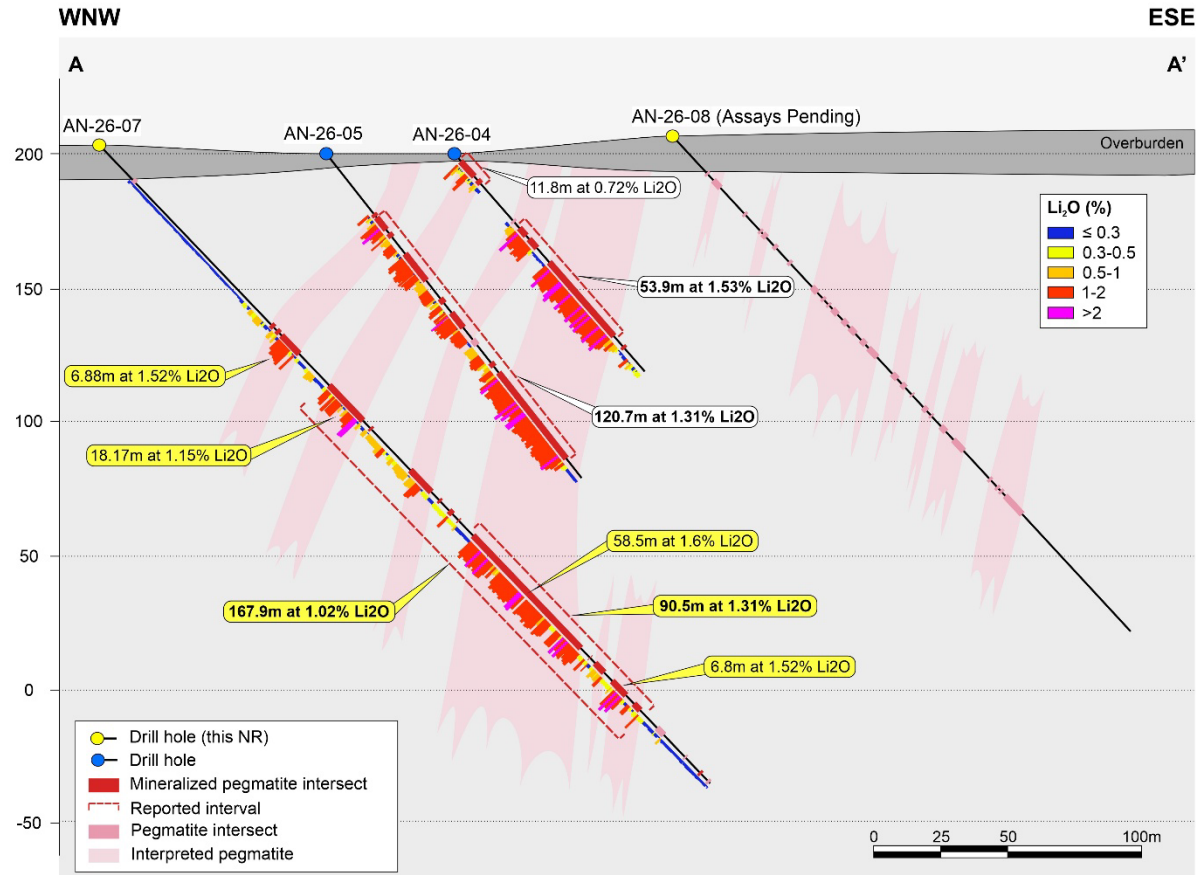 WNW
ESE
A
A'
AN-26-07
AN-26-05
AN-26-04
AN-26-08 (Assays Pending)
Overburden
200
150
100
50
0
-50
11.8m at 0.72% Li2O
53.9m at 1.53% Li2O
120.7m at 1.31% Li2O
6.88m at 1.52% Li2O
18.17m at 1.15% Li2O
58.5m at 1.6% Li2O
167.9m at 1.02% Li2O
90.5m at 1.31% Li2O
6.8m at 1.52% Li2O
Li₂O (%)
≤ 0.3
0.3-0.5
0.5-1
1-2
>2
Drill hole (this NR)
Drill hole
Mineralized pegmatite intersect
Reported interval
Pegmatite intersect
Interpreted pegmatite
0 25 50 100m